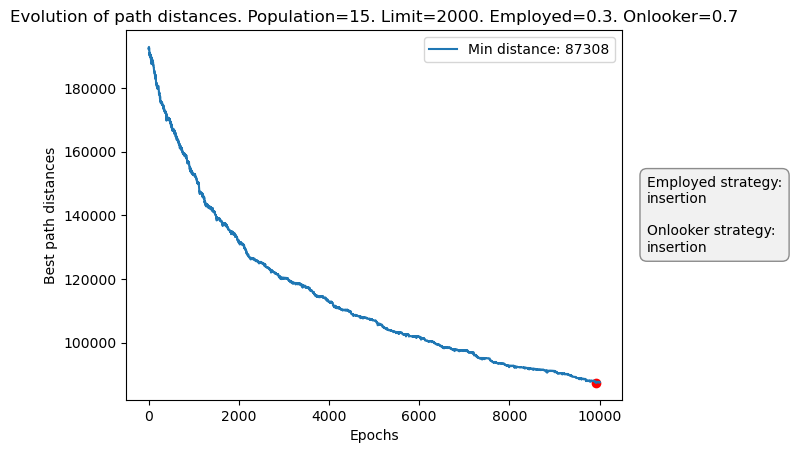 Evolution of path distances. Population=15. Limit=2000. Employed=0.3. Onlooker=0.7
Min distance: 87308
180000
160000
140000
120000
100000
Best path distances
0
2000
4000
6000
8000
10000
Epochs
Employed strategy:
insertion
Onlooker strategy:
insertion